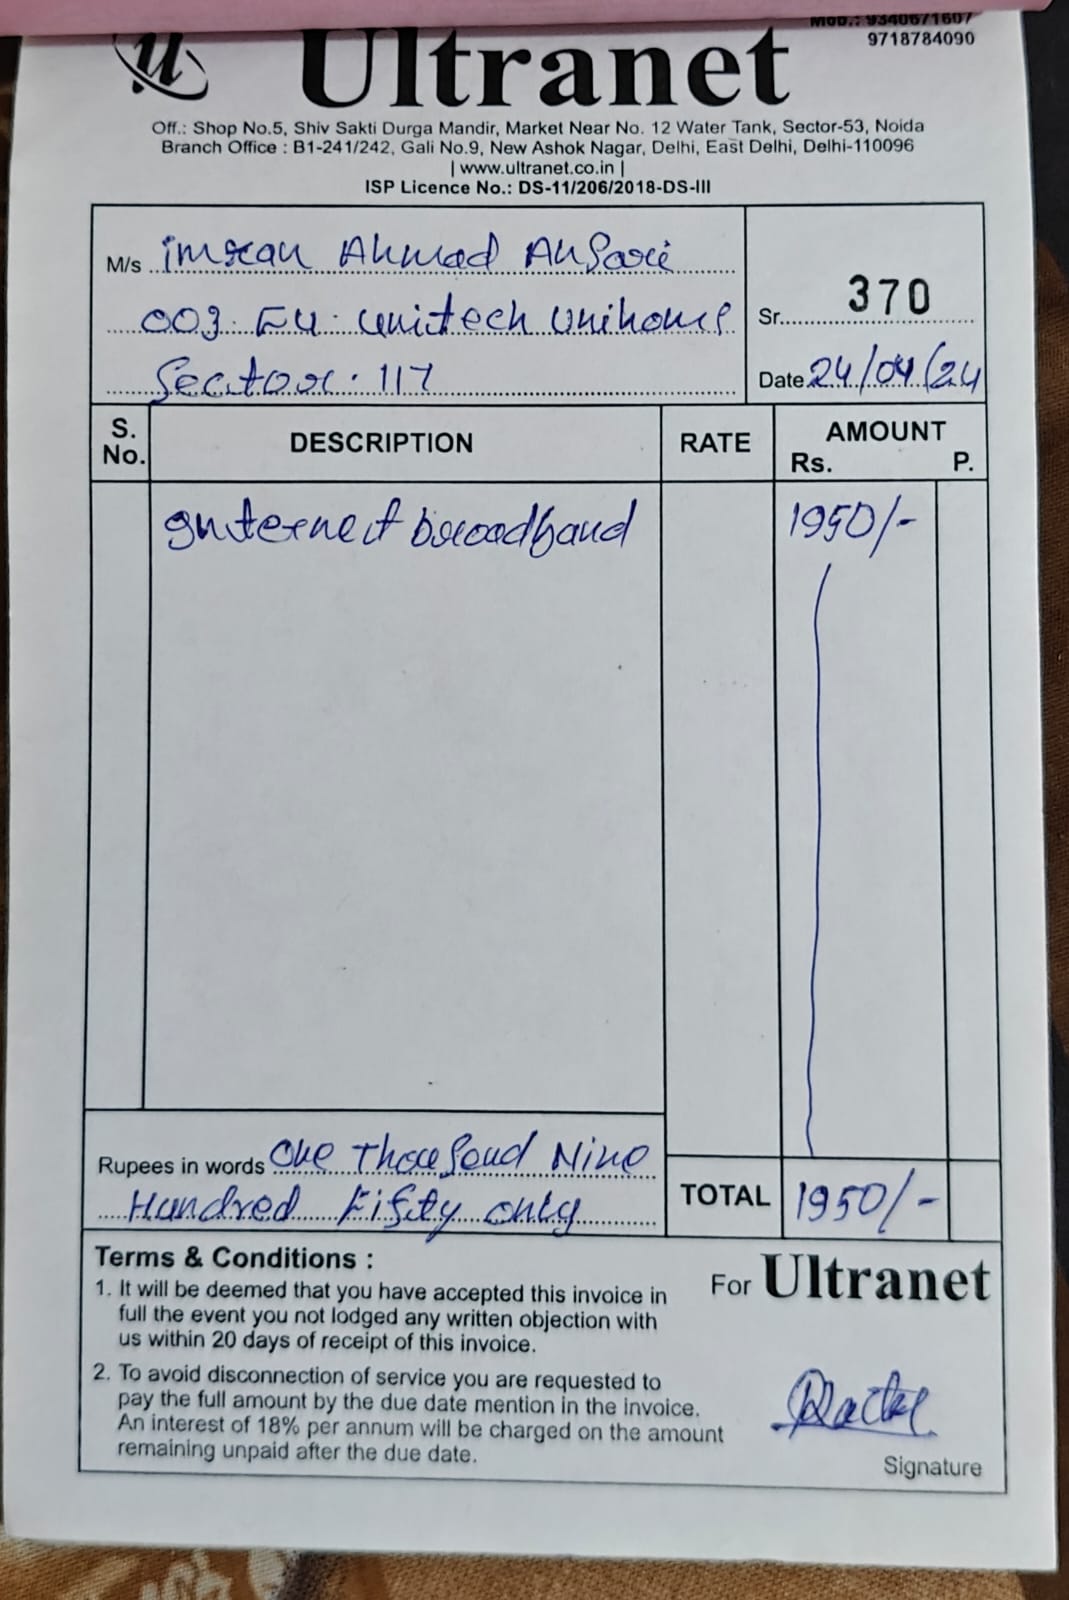 Mob.: 9340671607
9718784090
u Ultranet
Off.: Shop No.5, Shiv Sakti Durga Mandir, Market Near No. 12 Water Tank, Sector-53, Noida
Branch Office : B1-241/242, Gali No.9, New Ashok Nagar, Delhi, East Delhi, Delhi-110096
| www.ultranet.co.in |
ISP Licence No.: DS-11/206/2018-DS-III
M/s imran Ahmad AnSari
003 E4 unitech Unihome
Sector 117
Sr. 370
Date 24/04/24
S. No. DESCRIPTION RATE AMOUNT Rs. P.
Internet broadband 1950/-
Rupees in words One ThouSand Nine
Hundred Fifity only
TOTAL 1950/-
Terms & Conditions :
1. It will be deemed that you have accepted this invoice in
full the event you not lodged any written objection with
us within 20 days of receipt of this invoice.
2. To avoid disconnection of service you are requested to
pay the full amount by the due date mention in the invoice.
An interest of 18% per annum will be charged on the amount
remaining unpaid after the due date.
For Ultranet
Signature